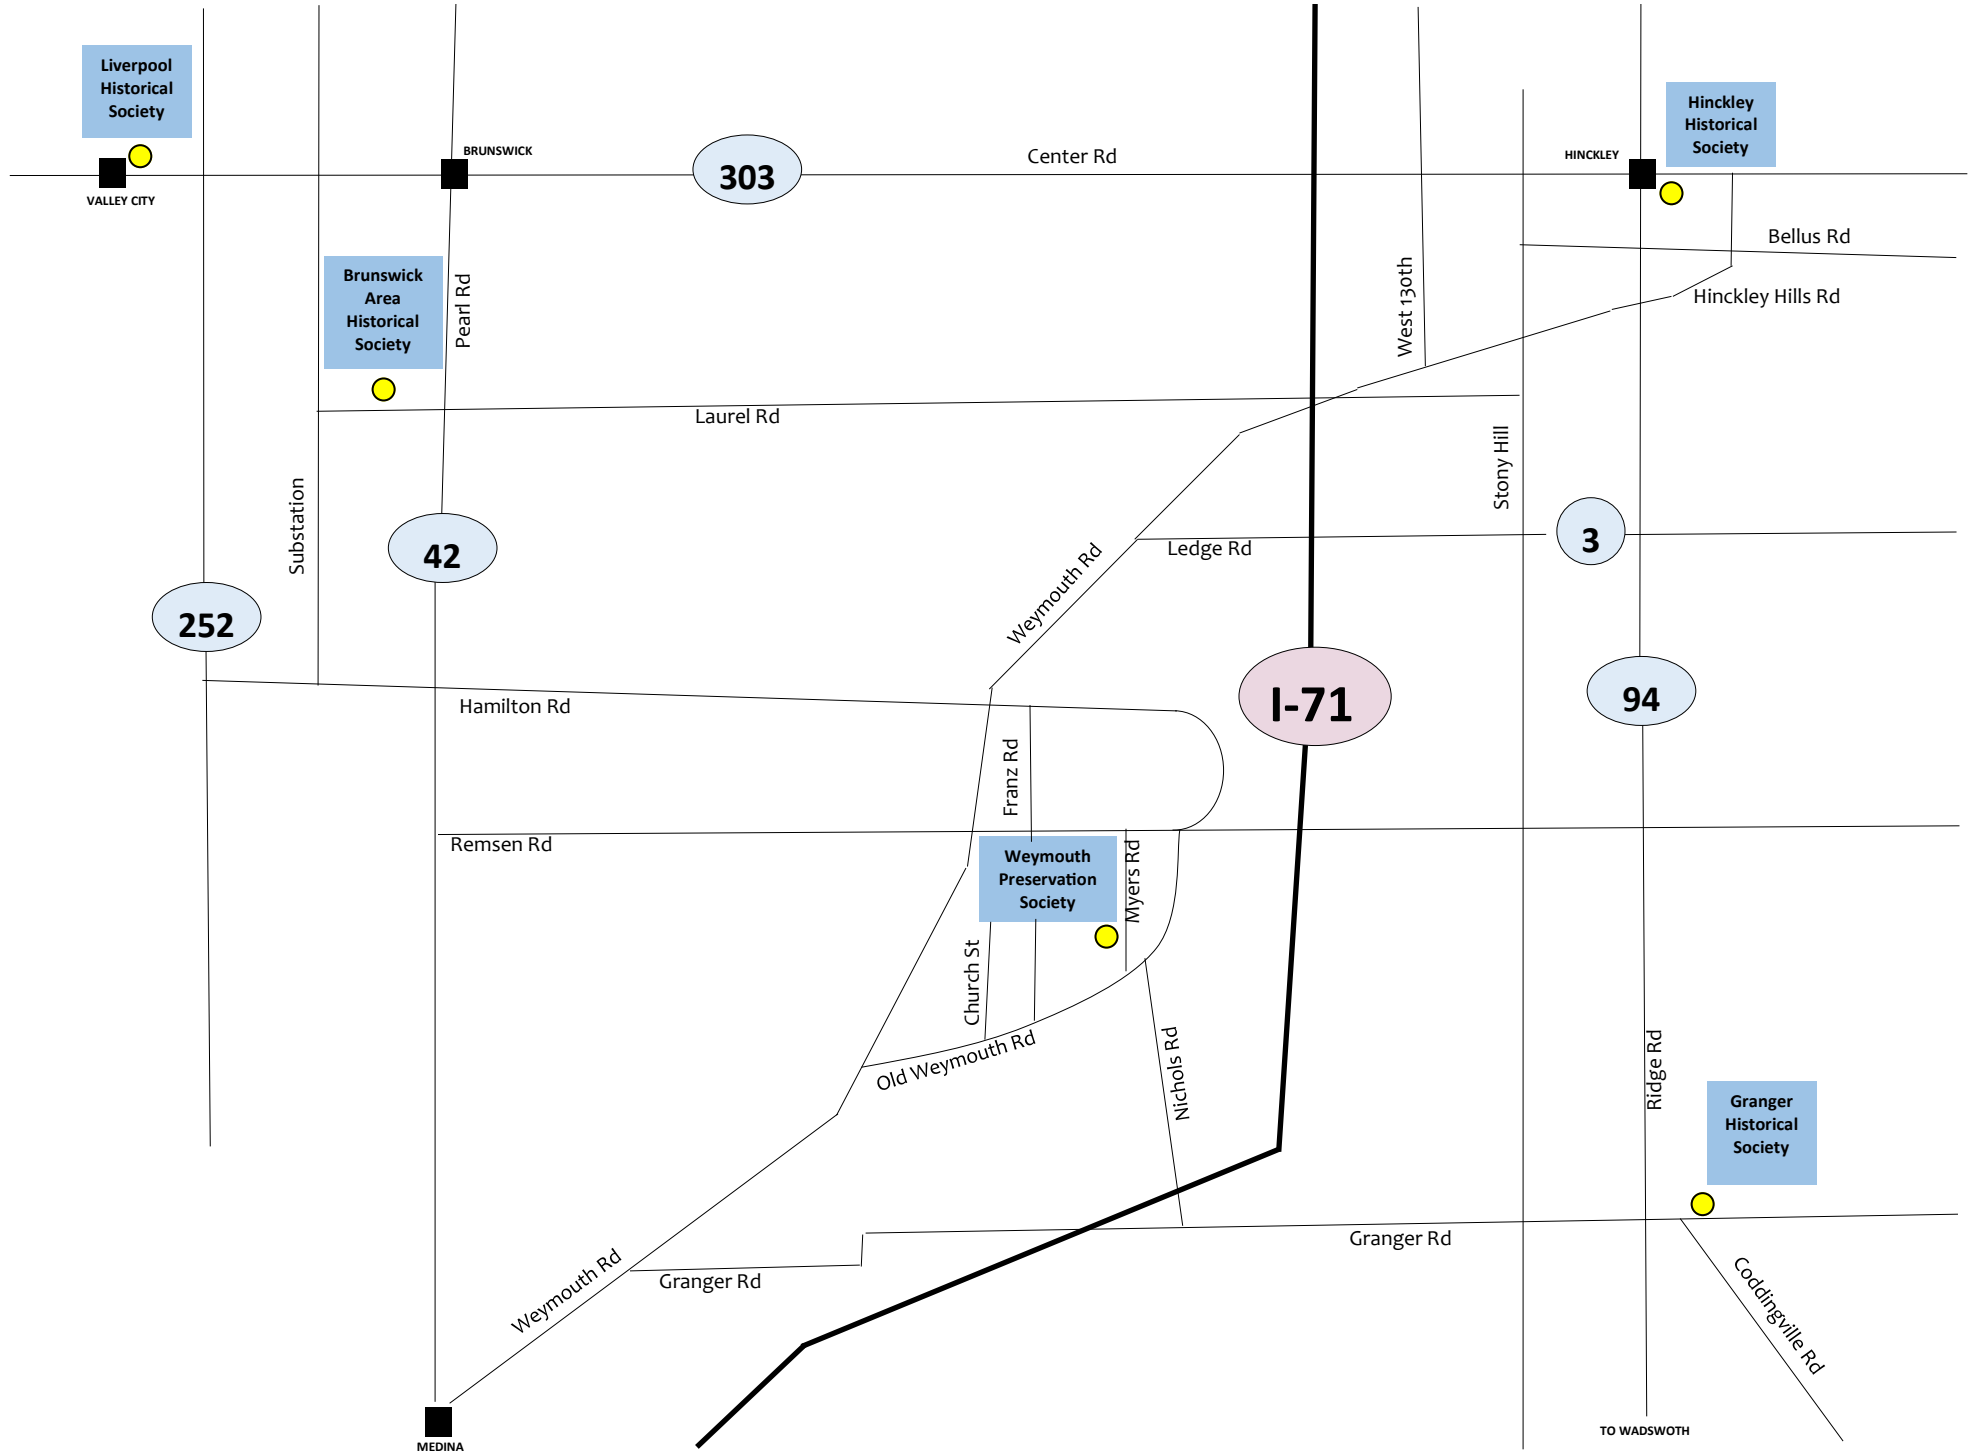 Liverpool
Historical
Society
VALLEY CITY
BRUNSWICK
303
Center Rd
HINCKLEY
Hinckley
Historical
Society
Bellus Rd
Hinckley Hills Rd
Brunswick
Area
Historical
Society
Pearl Rd
West 130th
Laurel Rd
Substation
Stony Hill
42
3
Ledge Rd
Weymouth Rd
252
Hamilton Rd
I-71
94
Franz Rd
Remsen Rd
Weymouth
Preservation
Society
Myers Rd
Church St
Old Weymouth Rd
Nichols Rd
Ridge Rd
Granger
Historical
Society
Granger Rd
Granger Rd
Weymouth Rd
Coddingville Rd
TO WADSWOTH
MEDINA